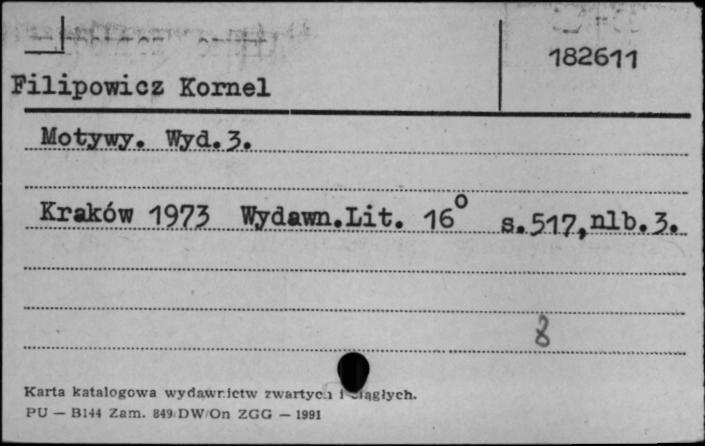 182611
Filipowicz Kornel
Motywy. Wyd.3.
Kraków 1973 Wydawn.Lit. 16° s.517,nlb.3.
8
Karta katalogowa wydawnictw zwartych i ciągłych.
PU — B144 Zam. 849/DW/On ZGG — 1991